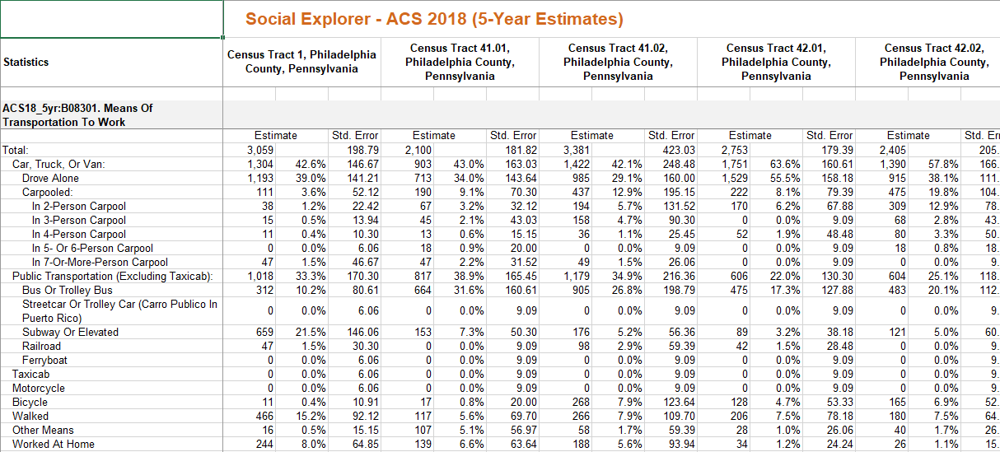 Social Explorer - ACS 2018 (5-Year Estimates)
Statistics
Census Tract 1, Philadelphia County, Pennsylvania
Census Tract 41.01, Philadelphia County, Pennsylvania
Census Tract 41.02, Philadelphia County, Pennsylvania
Census Tract 42.01, Philadelphia County, Pennsylvania
Census Tract 42.02, Philadelphia County, Pennsylvania
ACS18_5yr:B08301. Means Of
Transportation To Work
Estimate Std. Error Estimate Std. Error Estimate Std. Error Estimate Std. Error Estimate Std. Er
Total: 3,059 198.79 2,100 181.82 3,381 423.03 2,753 179.39 2,405 205.
Car, Truck, Or Van: 1,304 42.6% 146.67 903 43.0% 163.03 1,422 42.1% 248.48 1,751 63.6% 160.61 1,390 57.8% 166.
Drove Alone 1,193 39.0% 141.21 713 34.0% 143.64 985 29.1% 160.00 1,529 55.5% 158.18 915 38.1% 111.
Carpooled: 111 3.6% 52.12 190 9.1% 70.30 437 12.9% 195.15 222 8.1% 79.39 475 19.8% 104.
In 2-Person Carpool 38 1.2% 22.42 67 3.2% 32.12 194 5.7% 131.52 170 6.2% 67.88 309 12.9% 78.
In 3-Person Carpool 15 0.5% 13.94 45 2.1% 43.03 158 4.7% 90.30 0 0.0% 9.09 68 2.8% 43.
In 4-Person Carpool 11 0.4% 10.30 13 0.6% 15.15 36 1.1% 25.45 52 1.9% 48.48 80 3.3% 50.
In 5- Or 6-Person Carpool 0 0.0% 6.06 18 0.9% 20.00 0 0.0% 9.09 0 0.0% 9.09 18 0.8% 18.
In 7-Or-More-Person Carpool 47 1.5% 46.67 47 2.2% 31.52 49 1.5% 26.06 0 0.0% 9.09 0 0.0% 9.
Public Transportation (Excluding Taxicab): 1,018 33.3% 170.30 817 38.9% 165.45 1,179 34.9% 216.36 606 22.0% 130.30 604 25.1% 118.
Bus Or Trolley Bus 312 10.2% 80.61 664 31.6% 160.61 905 26.8% 198.79 475 17.3% 127.88 483 20.1% 112.
Streetcar Or Trolley Car (Carro Publico In
Puerto Rico) 0 0.0% 6.06 0 0.0% 9.09 0 0.0% 9.09 0 0.0% 9.09 0 0.0% 9.
Subway Or Elevated 659 21.5% 146.06 153 7.3% 50.30 176 5.2% 56.36 89 3.2% 38.18 121 5.0% 60.
Railroad 47 1.5% 30.30 0 0.0% 9.09 98 2.9% 59.39 42 1.5% 28.48 0 0.0% 9.
Ferryboat 0 0.0% 6.06 0 0.0% 9.09 0 0.0% 9.09 0 0.0% 9.09 0 0.0% 9.
Taxicab 0 0.0% 6.06 0 0.0% 9.09 0 0.0% 9.09 0 0.0% 9.09 0 0.0% 9.
Motorcycle 0 0.0% 6.06 0 0.0% 9.09 0 0.0% 9.09 0 0.0% 9.09 0 0.0% 9.
Bicycle 11 0.4% 10.91 17 0.8% 20.00 268 7.9% 123.64 128 4.7% 53.33 165 6.9% 52.
Walked 466 15.2% 92.12 117 5.6% 69.70 266 7.9% 109.70 206 7.5% 78.18 180 7.5% 64.
Other Means 16 0.5% 15.15 107 5.1% 56.97 58 1.7% 59.39 28 1.0% 26.06 40 1.7% 26.
Worked At Home 244 8.0% 64.85 139 6.6% 63.64 188 5.6% 93.94 34 1.2% 24.24 26 1.1% 15.